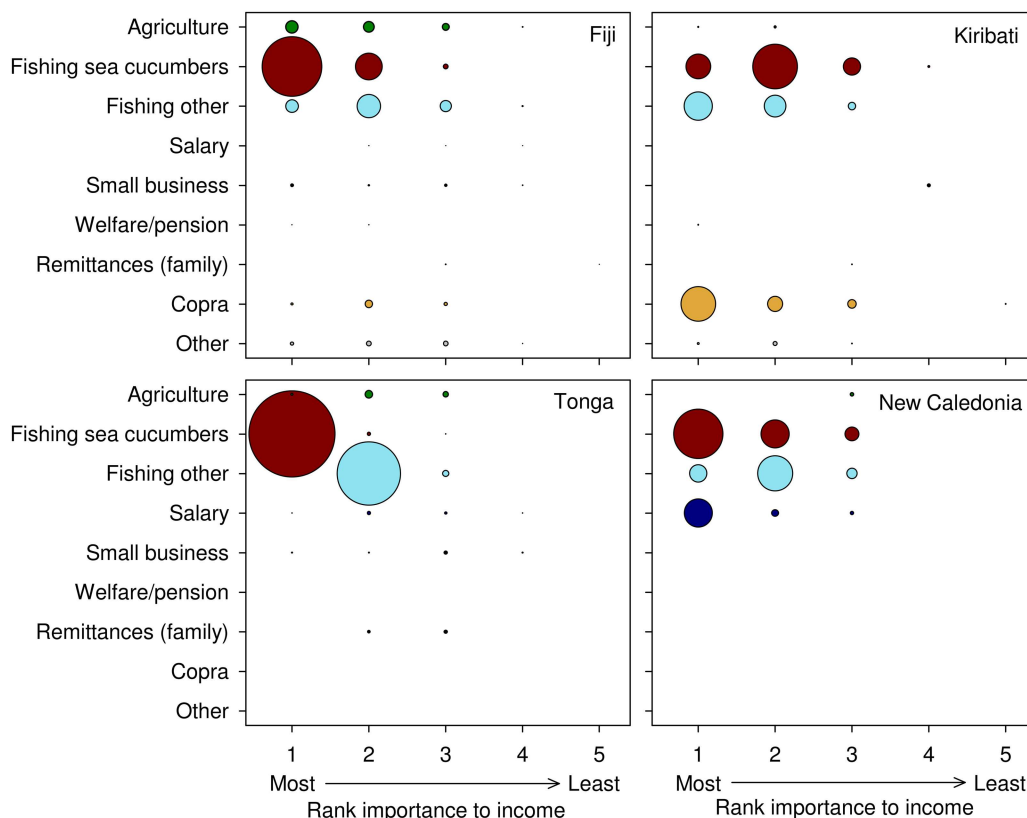 Agriculture
Fishing sea cucumbers
Fishing other
Salary
Small business
Welfare/pension
Remittances (family)
Copra
Other
Fiji
Kiribati
Agriculture
Fishing sea cucumbers
Fishing other
Salary
Small business
Welfare/pension
Remittances (family)
Copra
Other
Tonga
New Caledonia
1 2 3 4 5
Most Least
Rank importance to income
1 2 3 4 5
Most Least
Rank importance to income